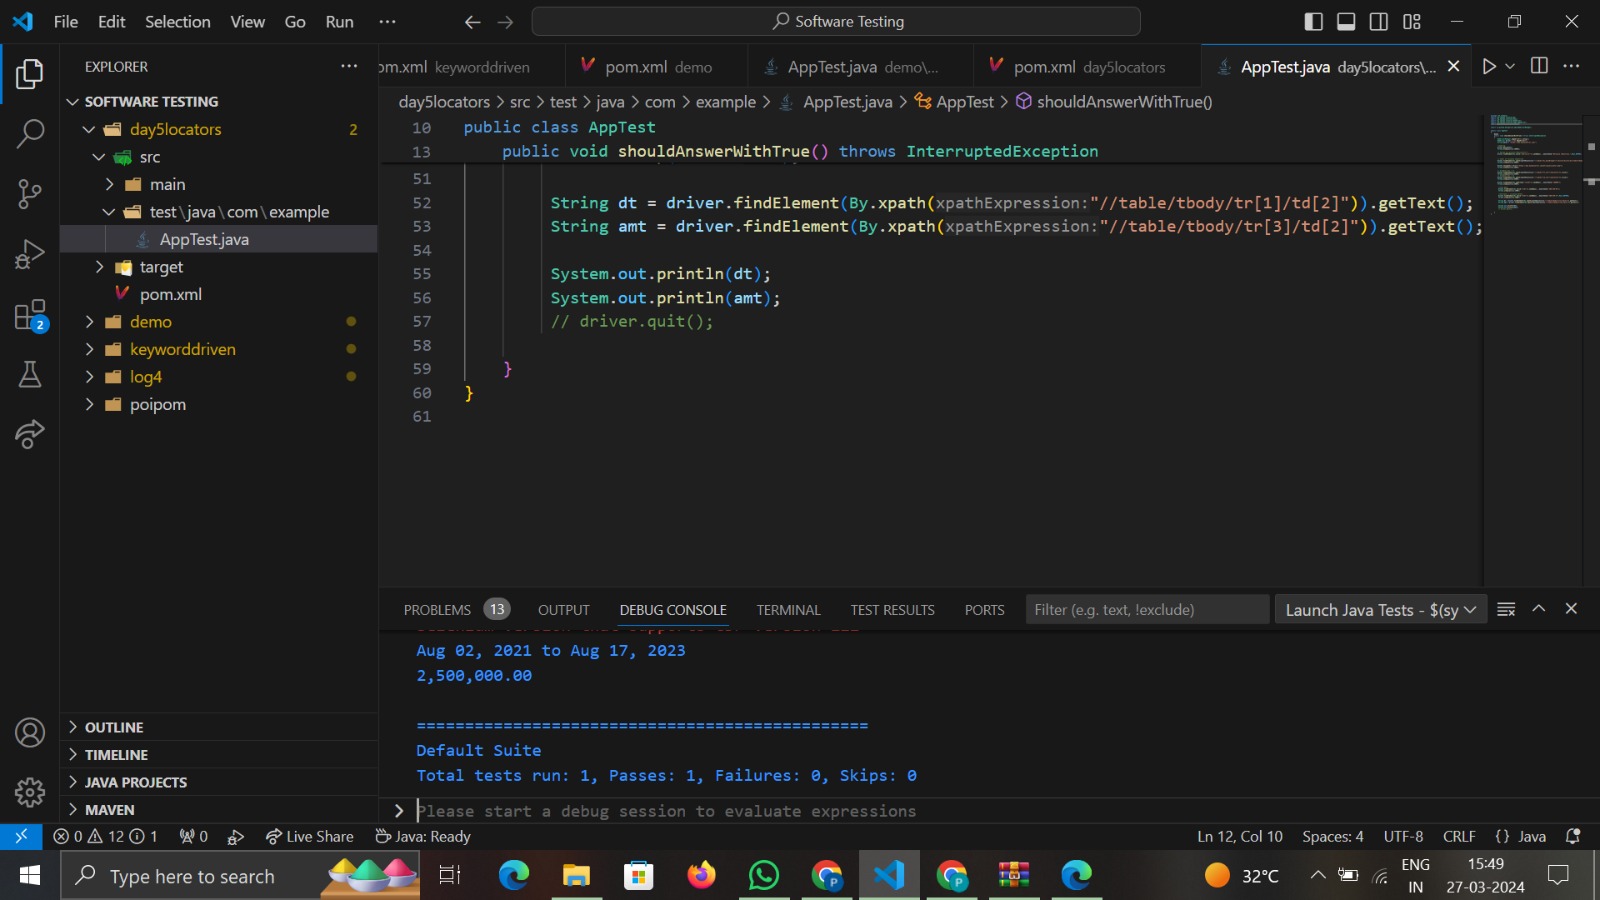 File Edit Selection View Go Run ··· Software Testing
EXPLORER ···
pom.xml keyworddriven pom.xml demo AppTest.java demo\... pom.xml day5locators AppTest.java day5locators\...
SOFTWARE TESTING
day5locators > src > test > java > com > example > AppTest.java > AppTest > shouldAnswerWithTrue()
day5locators 2
src
main
test\java\com\example
AppTest.java
target
pom.xml
demo
keyworddriven
log4
poipom
OUTLINE
TIMELINE
JAVA PROJECTS
MAVEN
2
10 public class AppTest
13 public void shouldAnswerWithTrue() throws InterruptedException
51
52 String dt = driver.findElement(By.xpath(xpathExpression:"//table/tbody/tr[1]/td[2]")).getText();
53 String amt = driver.findElement(By.xpath(xpathExpression:"//table/tbody/tr[3]/td[2]")).getText();
54
55 System.out.println(dt);
56 System.out.println(amt);
57 // driver.quit();
58
59 }
60 }
61
PROBLEMS 13 OUTPUT DEBUG CONSOLE TERMINAL TEST RESULTS PORTS Filter (e.g. text, !exclude) Launch Java Tests - $(sy
Aug 02, 2021 to Aug 17, 2023
2,500,000.00
===============================================
Default Suite
Total tests run: 1, Passes: 1, Failures: 0, Skips: 0
Please start a debug session to evaluate expressions
0 12 1 0 Live Share Java: Ready Ln 12, Col 10 Spaces: 4 UTF-8 CRLF {} Java
Type here to search P P 32°C ENG IN 15:49 27-03-2024